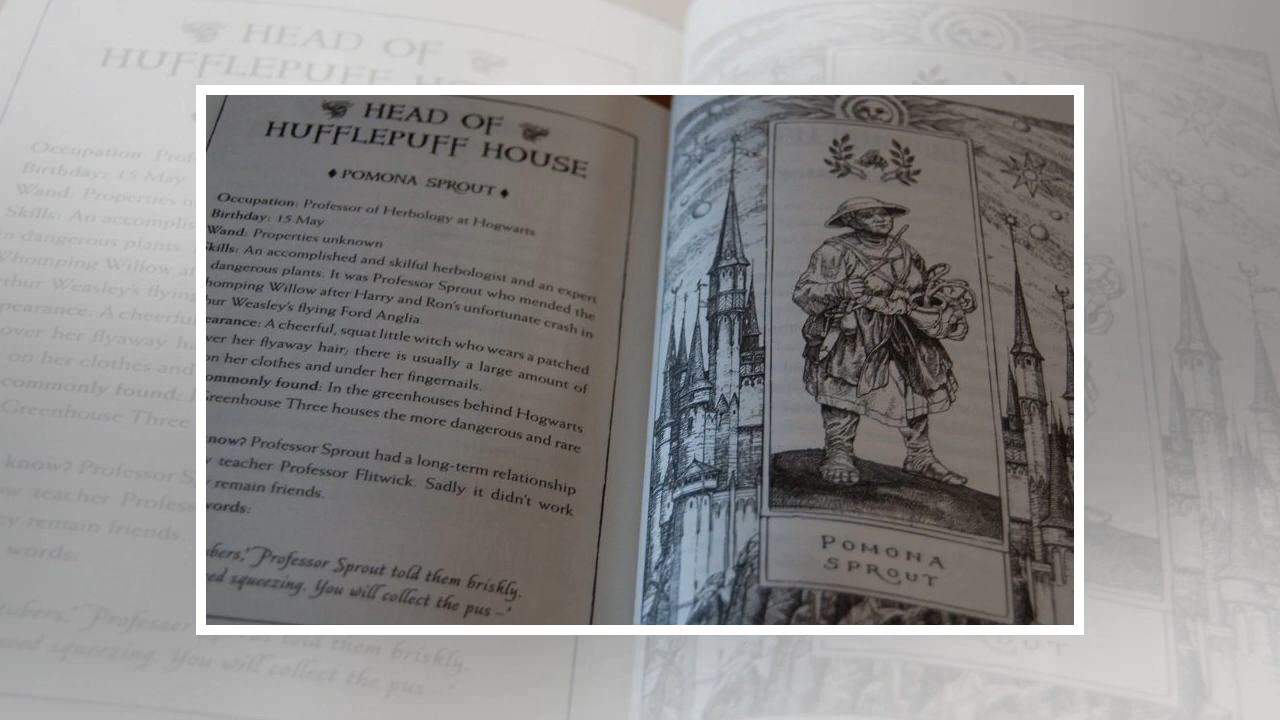 HEAD OF
HUFFLEPUFF HOUSE
POMONA SPROUT
Occupation: Professor of Herbology at Hogwarts
Birthday: 15 May
Wand: Properties unknown
Skills: An accomplished and skilful herbologist and an expert
dangerous plants. It was Professor Sprout who mended the
homping Willow after Harry and Ron's unfortunate crash in
hur Weasley's flying Ford Anglia.
earance: A cheerful, squat little witch who wears a patched
over her flyaway hair; there is usually a large amount of
on her clothes and under her fingernails.
ommonly found: In the greenhouses behind Hogwarts
Greenhouse Three houses the more dangerous and rare
know? Professor Sprout had a long-term relationship
teacher Professor Flitwick. Sadly it didn't work
remain friends.
words:
ubers,' Professor Sprout told them briskly.
eed squeezing. You will collect the pus –'
POMONA
SPROUT